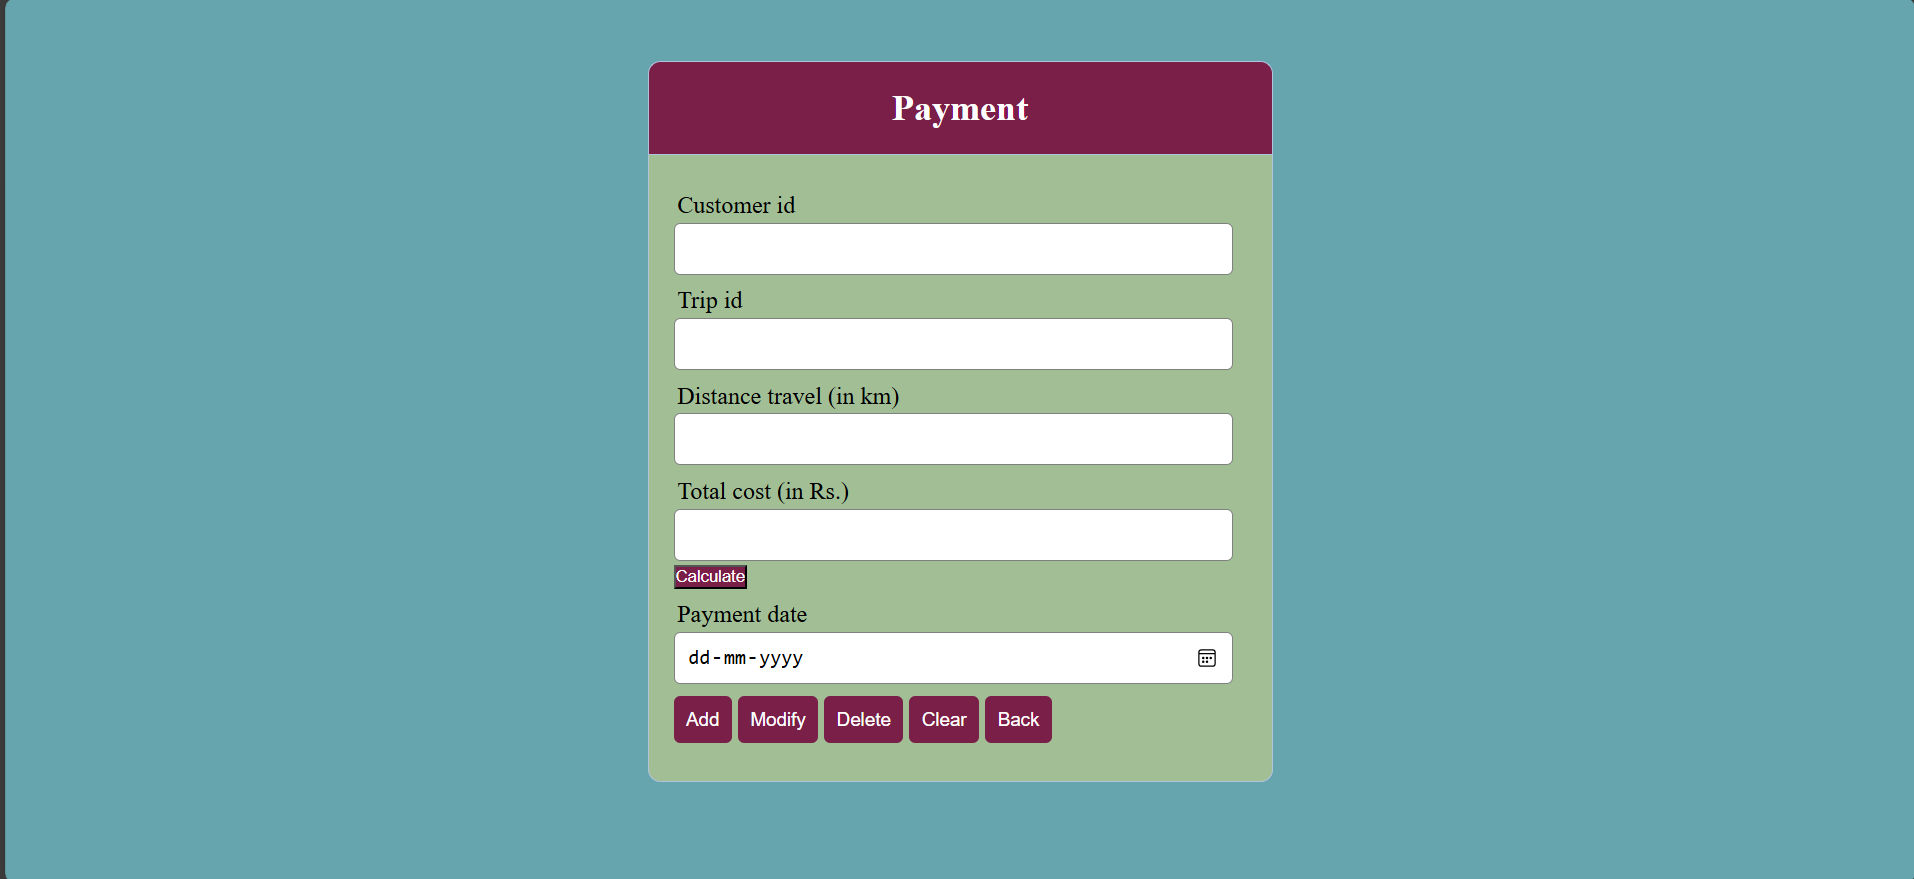 Payment
Customer id
Trip id
Distance travel (in km)
Total cost (in Rs.)
Calculate
Payment date
dd-mm-yyyy
Add Modify Delete Clear Back